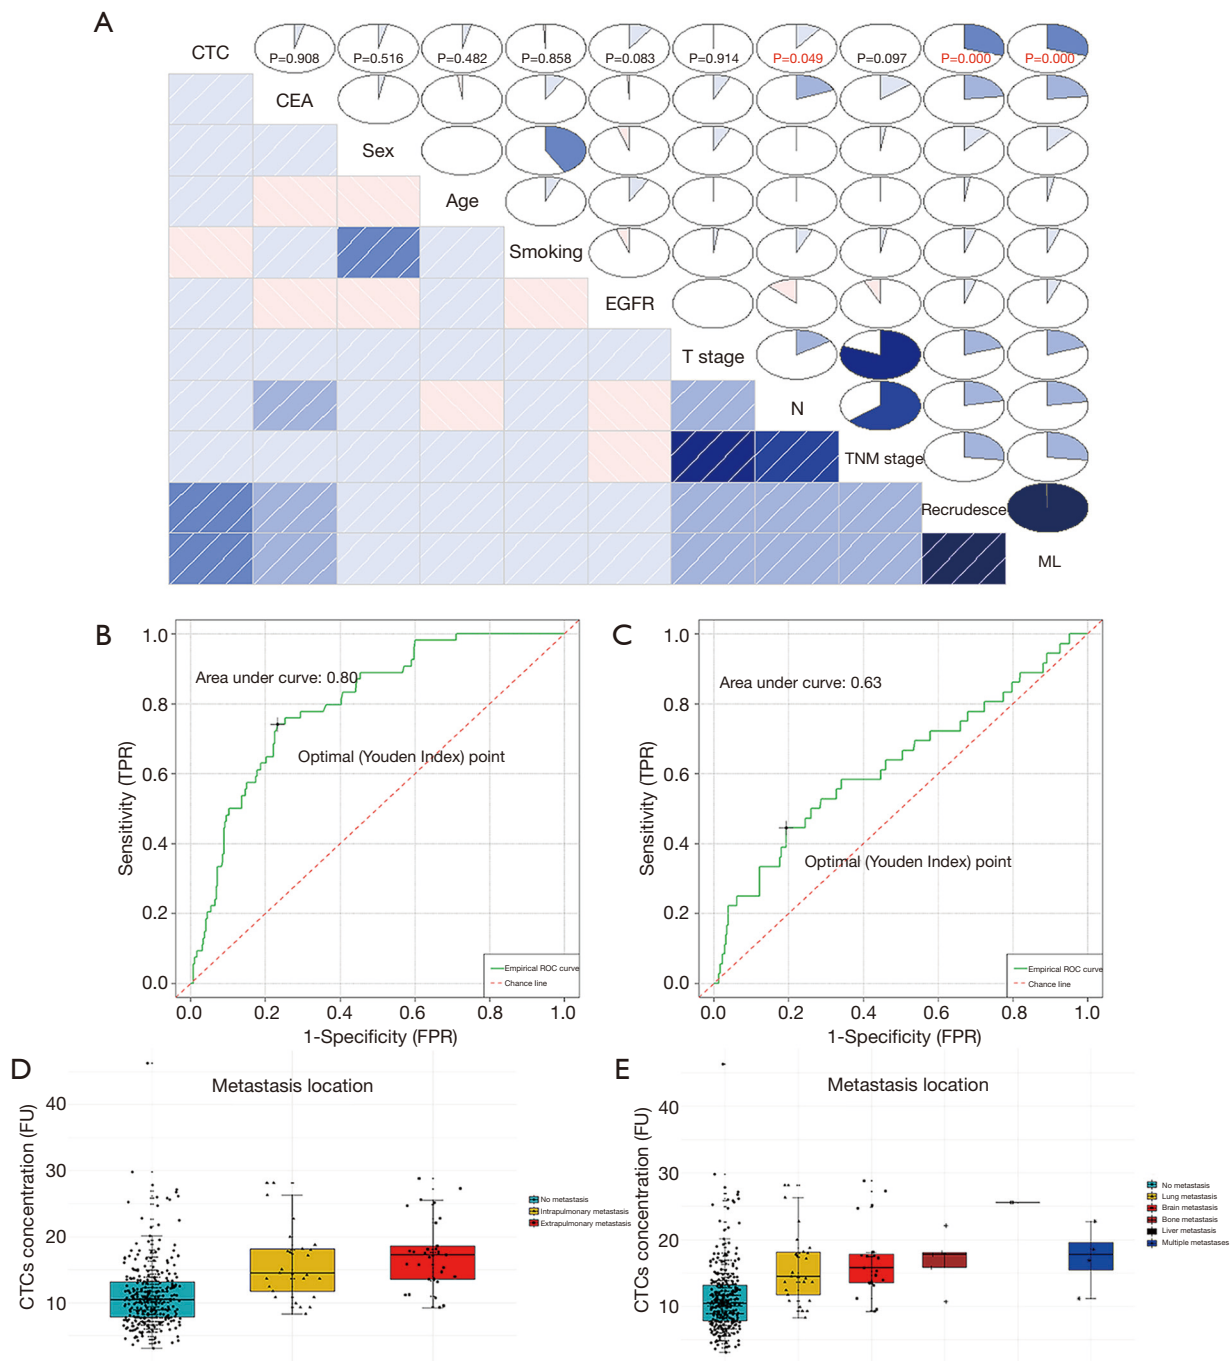 A
CTC
P=0.908
P=0.516
P=0.482
P=0.858
P=0.083
P=0.914
P=0.049
P=0.097
P=0.000
P=0.000
CEA
Sex
Age
Smoking
EGFR
T stage
N
TNM stage
Recrudesce
ML
B
1.0
0.8
0.6
0.4
0.2
0.0
Sensitivity (TPR)
Area under curve: 0.80
Optimal (Youden Index) point
Empirical ROC curve
Chance line
0.0 0.2 0.4 0.6 0.8 1.0
1-Specificity (FPR)
C
1.0
0.8
0.6
0.4
0.2
0.0
Sensitivity (TPR)
Area under curve: 0.63
Optimal (Youden Index) point
Empirical ROC curve
Chance line
0.0 0.2 0.4 0.6 0.8 1.0
1-Specificity (FPR)
D
Metastasis location
CTCs concentration (FU)
40
30
20
10
No metastasis
Intrapulmonary metastasis
Extrapulmonary metastasis
E
Metastasis location
CTCs concentration (FU)
40
30
20
10
No metastasis
Lung metastasis
Brain metastasis
Bone metastasis
Liver metastasis
Multiple metastases